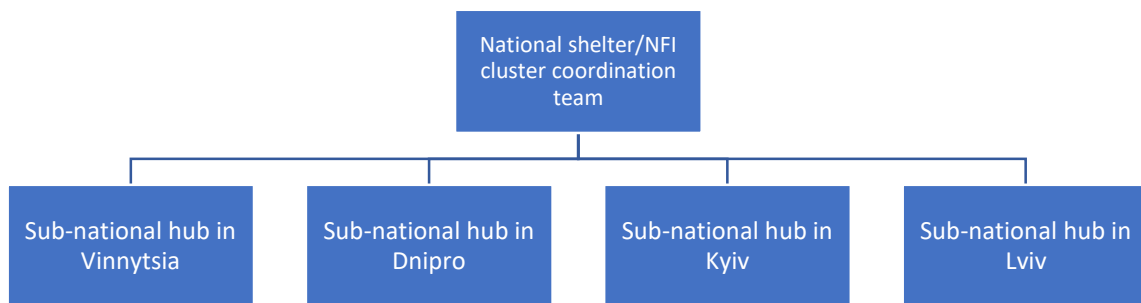 National shelter/NFI
cluster coordination
team
Sub-national hub in
Vinnytsia
Sub-national hub in
Dnipro
Sub-national hub in
Kyiv
Sub-national hub in
Lviv